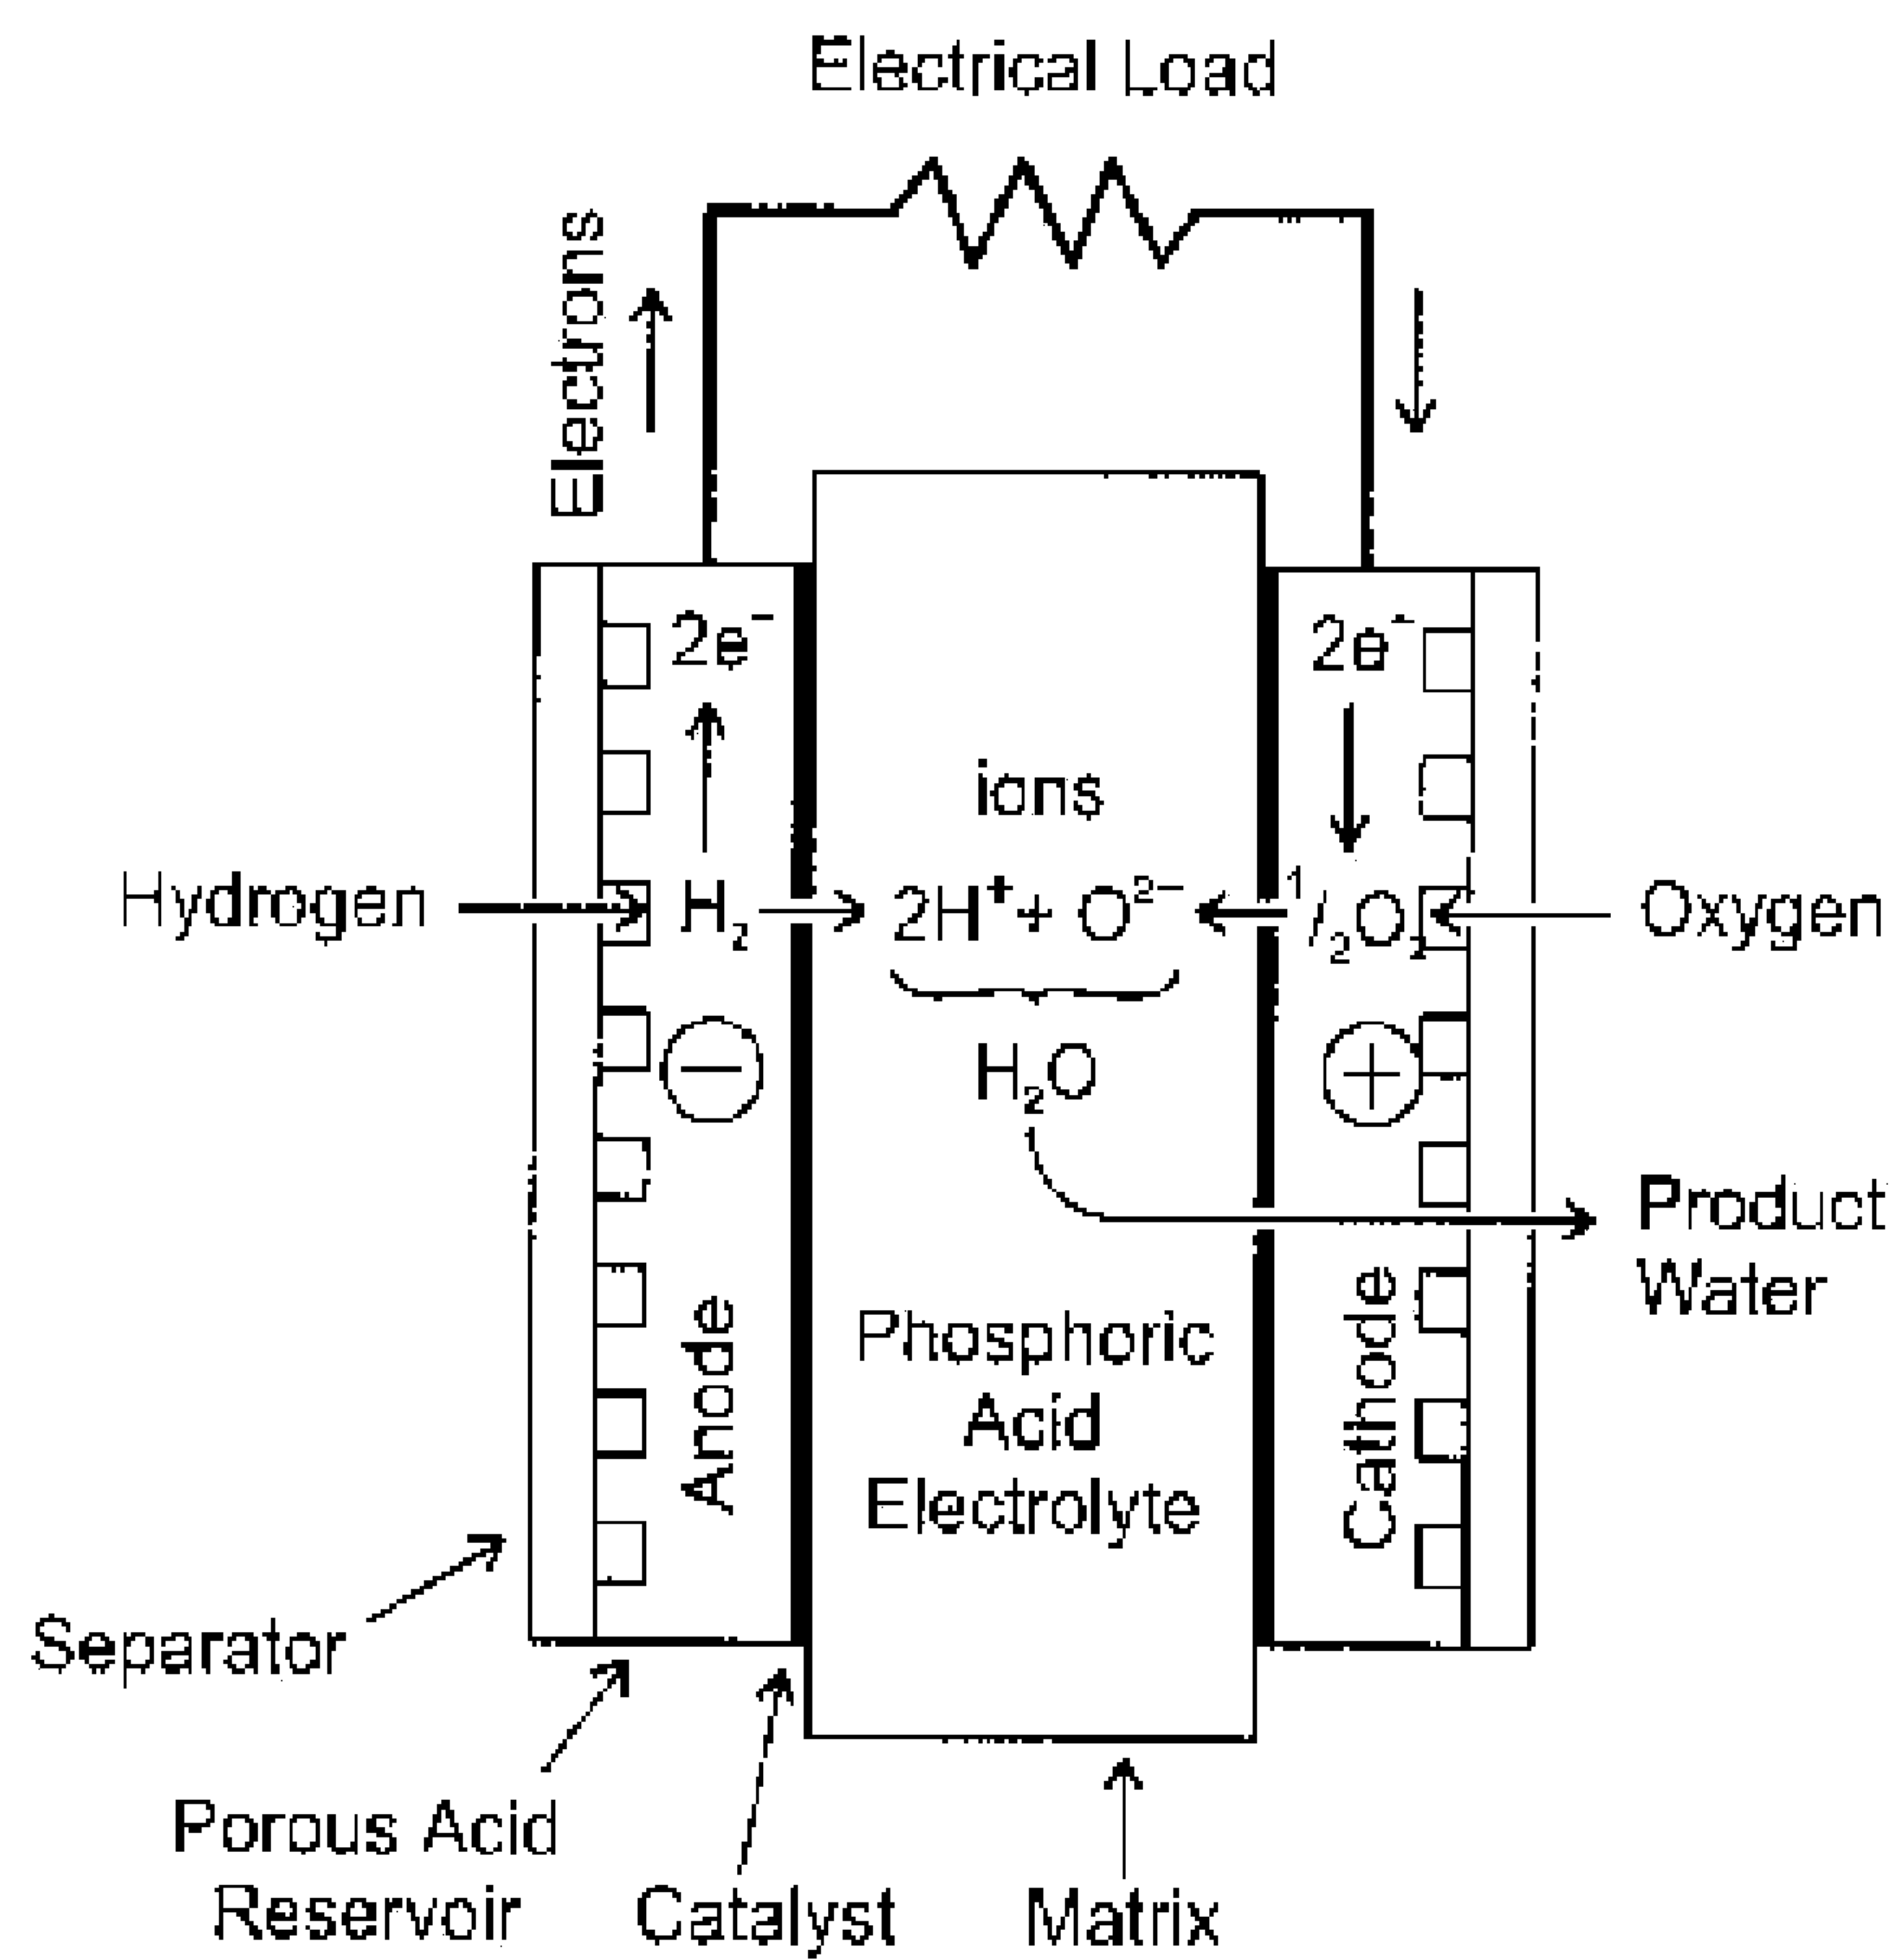 Electrical Load
Electrons
2e⁻
2e⁻
ions
Hydrogen
H₂
2H⁺+ O²⁻
¹/₂O₂
Oxygen
−
H₂O
+
Product
Water
Anode
Phosphoric
Acid
Electrolyte
Cathode
Separator
Porous Acid
Reservoir
Catalyst
Matrix